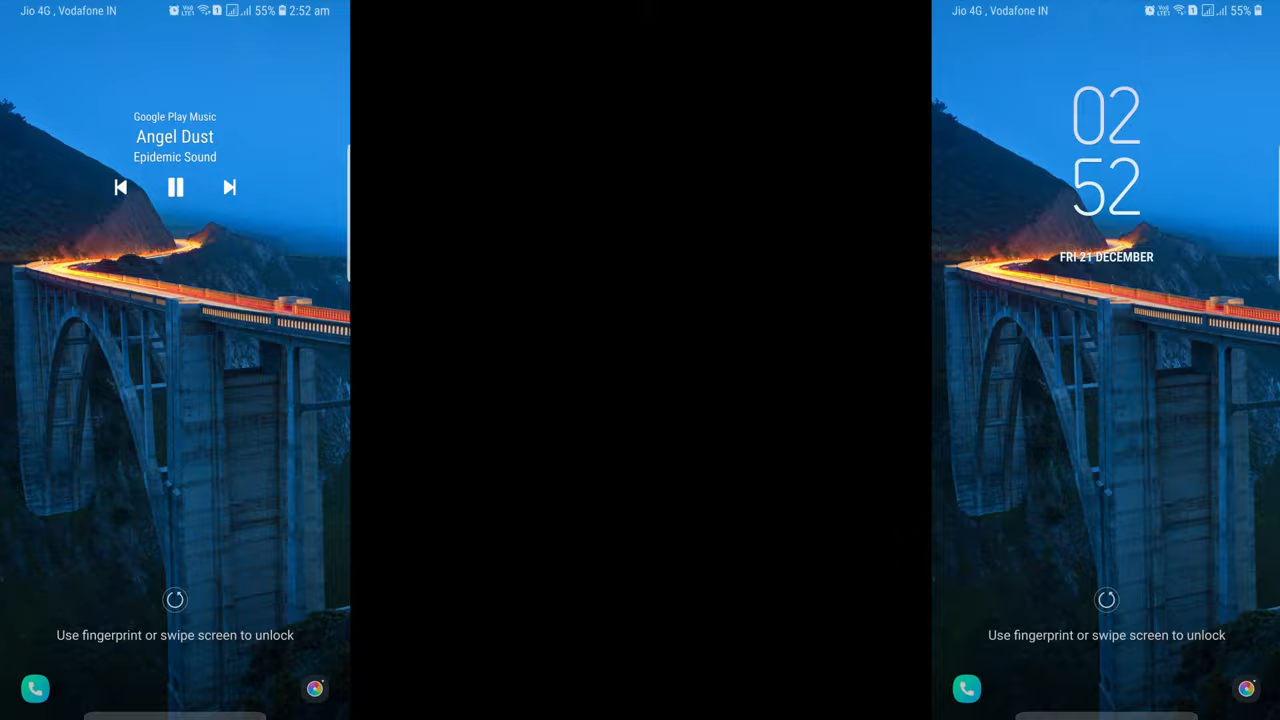 Jio 4G , Vodafone IN
55%
2:52 am
Google Play Music
Angel Dust
Epidemic Sound
Use fingerprint or swipe screen to unlock
Jio 4G , Vodafone IN
55%
02
52
FRI 21 DECEMBER
Use fingerprint or swipe screen to unlock